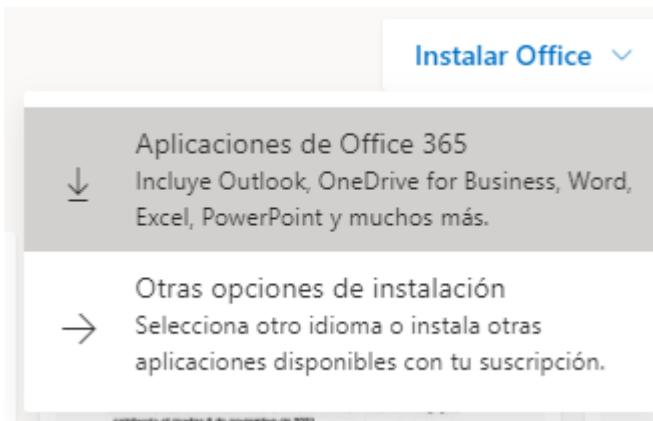 Instalar Office
Aplicaciones de Office 365
Incluye Outlook, OneDrive for Business, Word,
Excel, PowerPoint y muchos más.
Otras opciones de instalación
Selecciona otro idioma o instala otras
aplicaciones disponibles con tu suscripción.